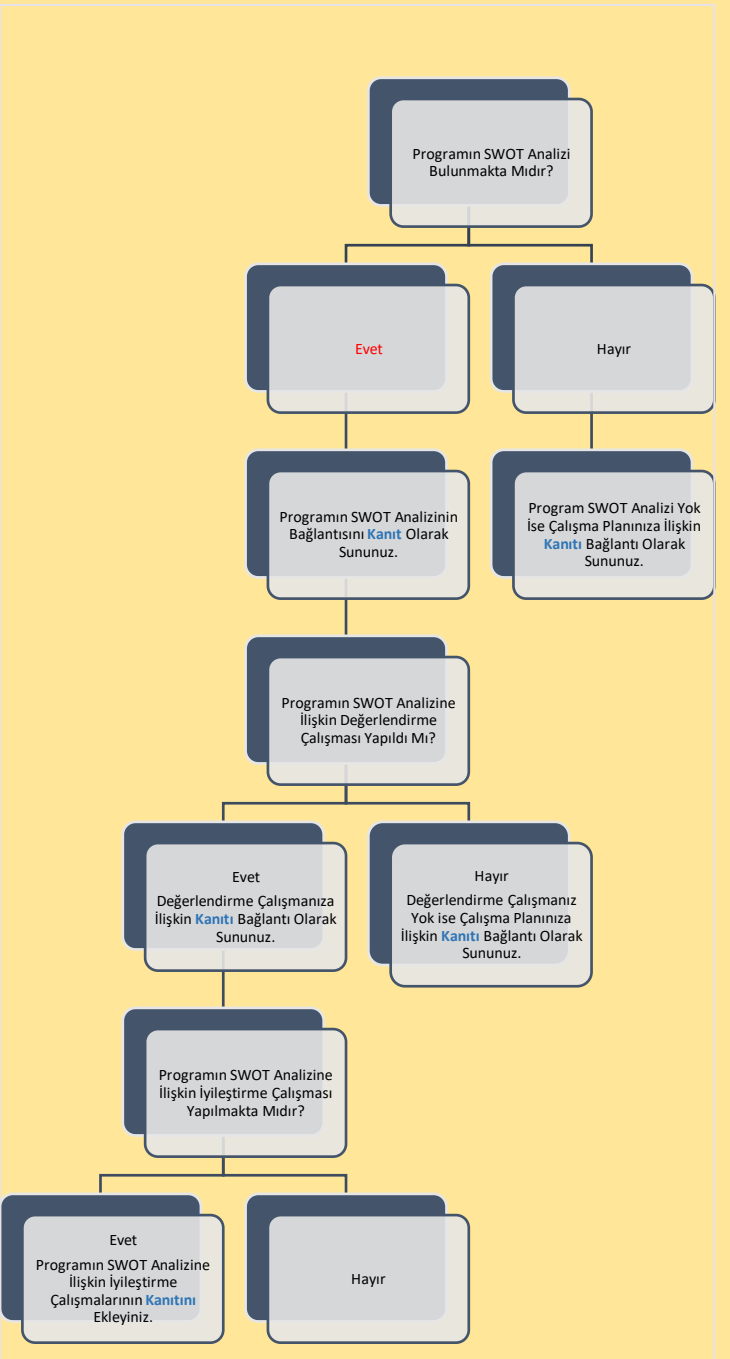 Programın SWOT Analizi
Bulunmakta Mıdır?
Evet
Hayır
Programın SWOT Analizinin
Bağlantısını Kanıt Olarak
Sununuz.
Program SWOT Analizi Yok
İse Çalışma Planınıza İlişkin
Kanıtı Bağlantı Olarak
Sununuz.
Programın SWOT Analizine
İlişkin Değerlendirme
Çalışması Yapıldı Mı?
Evet
Değerlendirme Çalışmanıza
İlişkin Kanıtı Bağlantı Olarak
Sununuz.
Hayır
Değerlendirme Çalışmanız
Yok ise Çalışma Planınıza
İlişkin Kanıtı Bağlantı Olarak
Sununuz.
Programın SWOT Analizine
İlişkin İyileştirme Çalışması
Yapılmakta Mıdır?
Evet
Programın SWOT Analizine
İlişkin İyileştirme
Çalışmalarının Kanıtını
Ekleyiniz.
Hayır